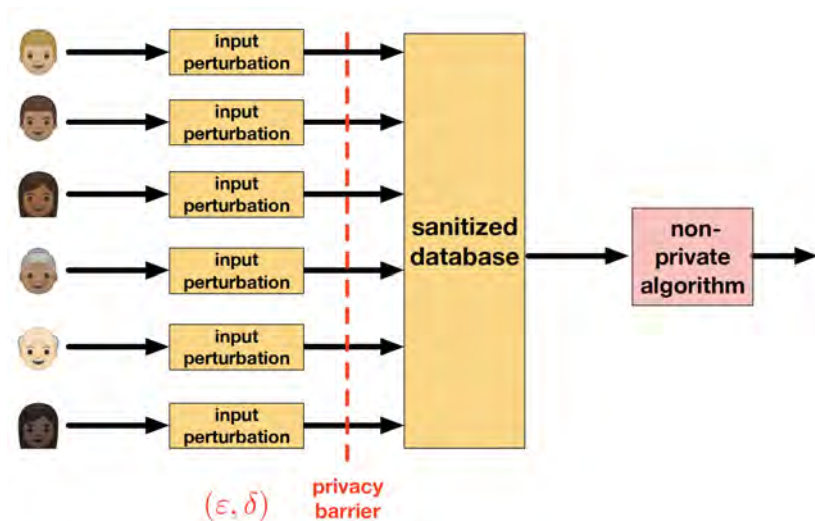 input
perturbation
input
perturbation
input
perturbation
input
perturbation
input
perturbation
input
perturbation
sanitized
database
non-
private
algorithm
(ε, δ)
privacy
barrier